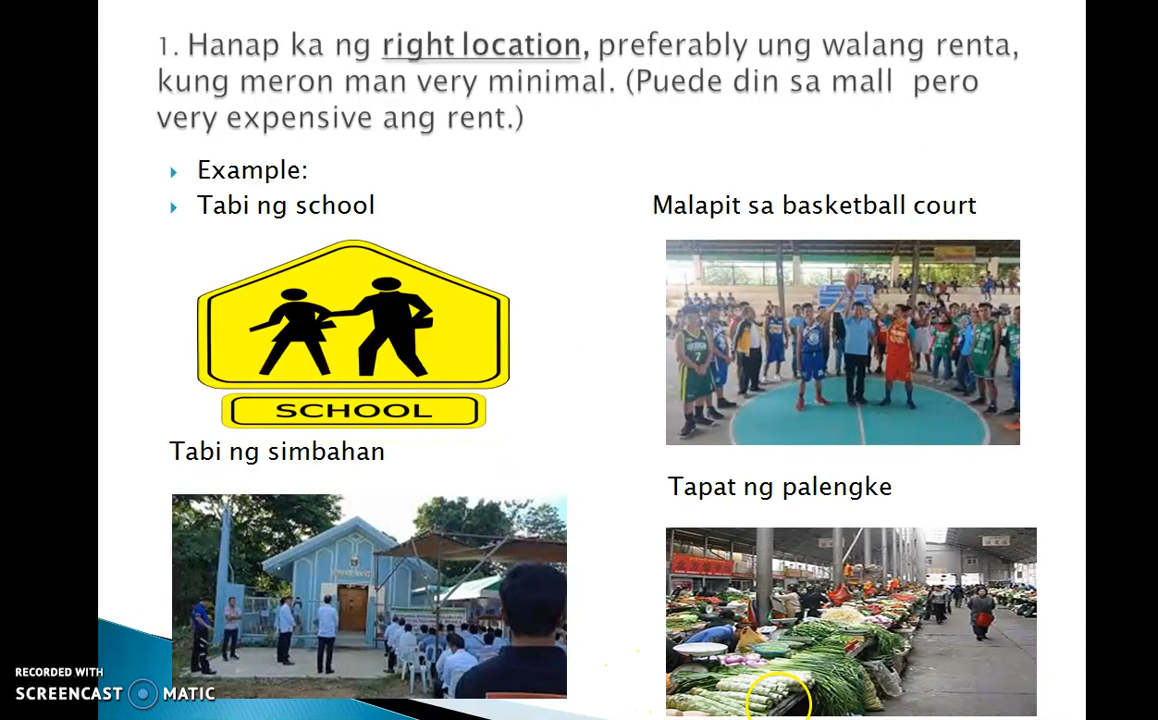 1. Hanap ka ng right location, preferably ung walang renta,
kung meron man very minimal. (Puede din sa mall pero
very expensive ang rent.)
Example:
Tabi ng school
Malapit sa basketball court
SCHOOL
Tabi ng simbahan
Tapat ng palengke
RECORDED WITH
SCREENCAST MATIC